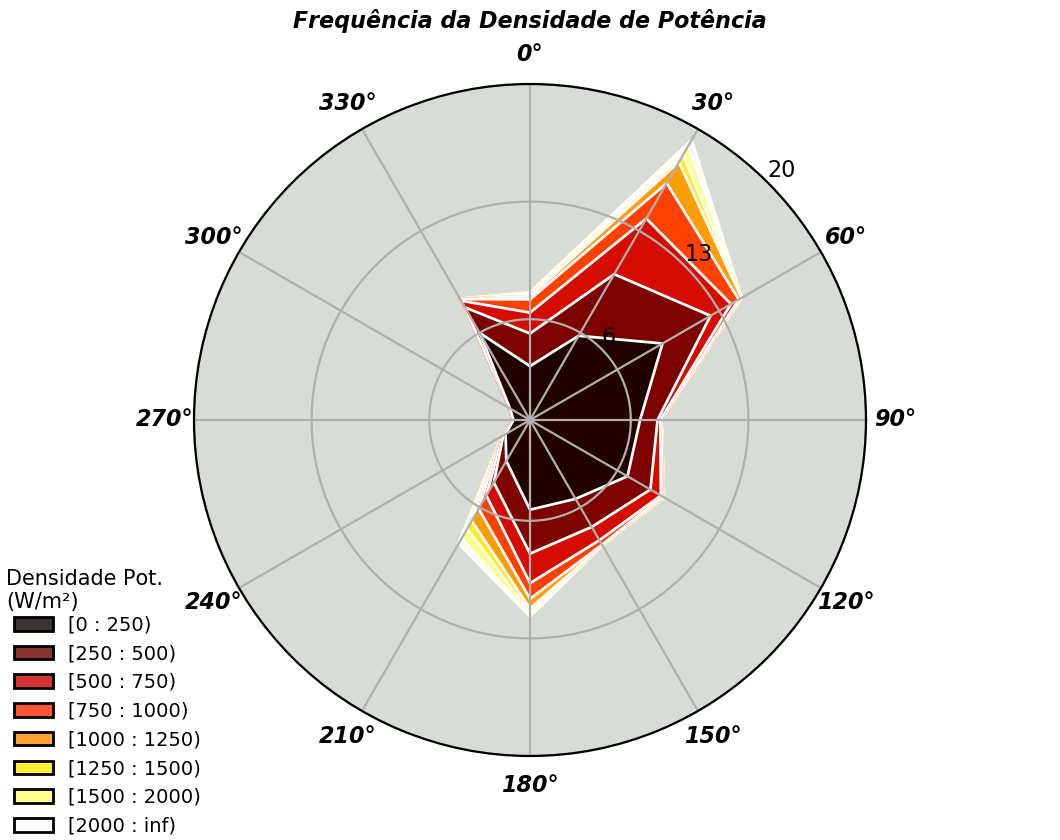 Frequência da Densidade de Potência
0°
330°
30°
20
300°
60°
13
6
270°
90°
240°
120°
210°
150°
180°
Densidade Pot.
(W/m²)
[0 : 250)
[250 : 500)
[500 : 750)
[750 : 1000)
[1000 : 1250)
[1250 : 1500)
[1500 : 2000)
[2000 : inf)